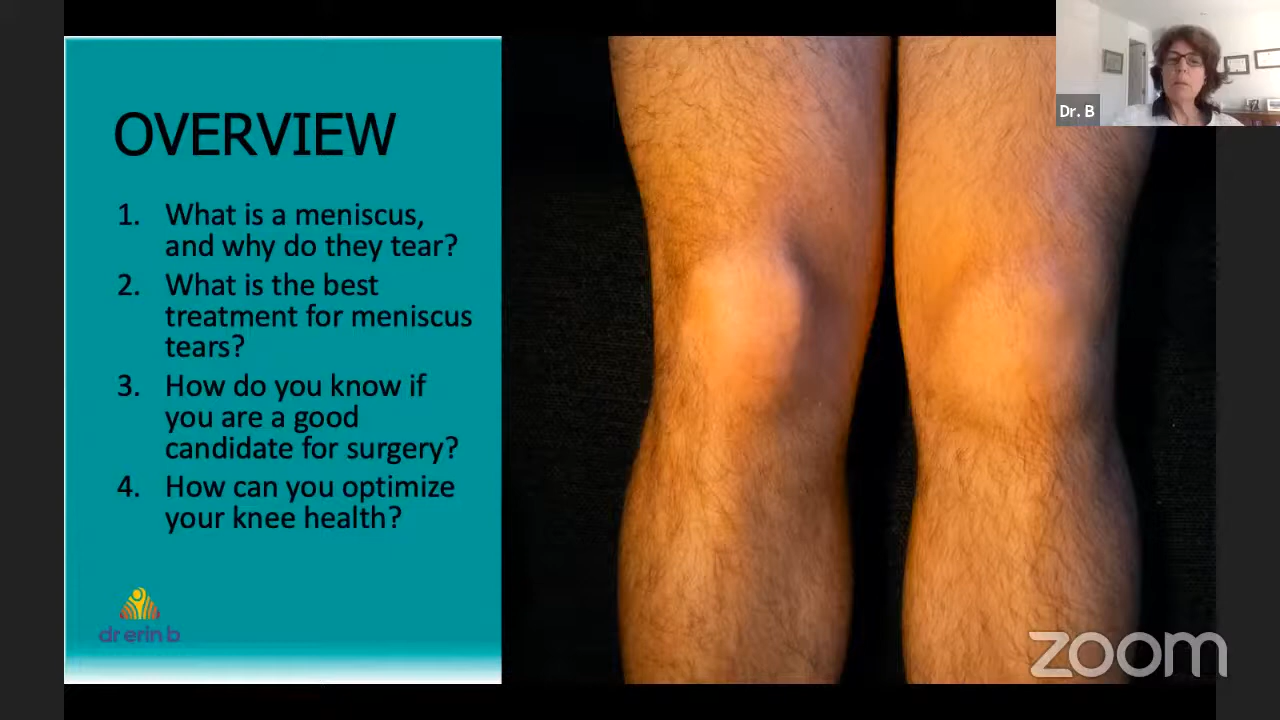 OVERVIEW
1. What is a meniscus,
and why do they tear?
2. What is the best
treatment for meniscus
tears?
3. How do you know if
you are a good
candidate for surgery?
4. How can you optimize
your knee health?
dr erin b
Dr. B
zoom